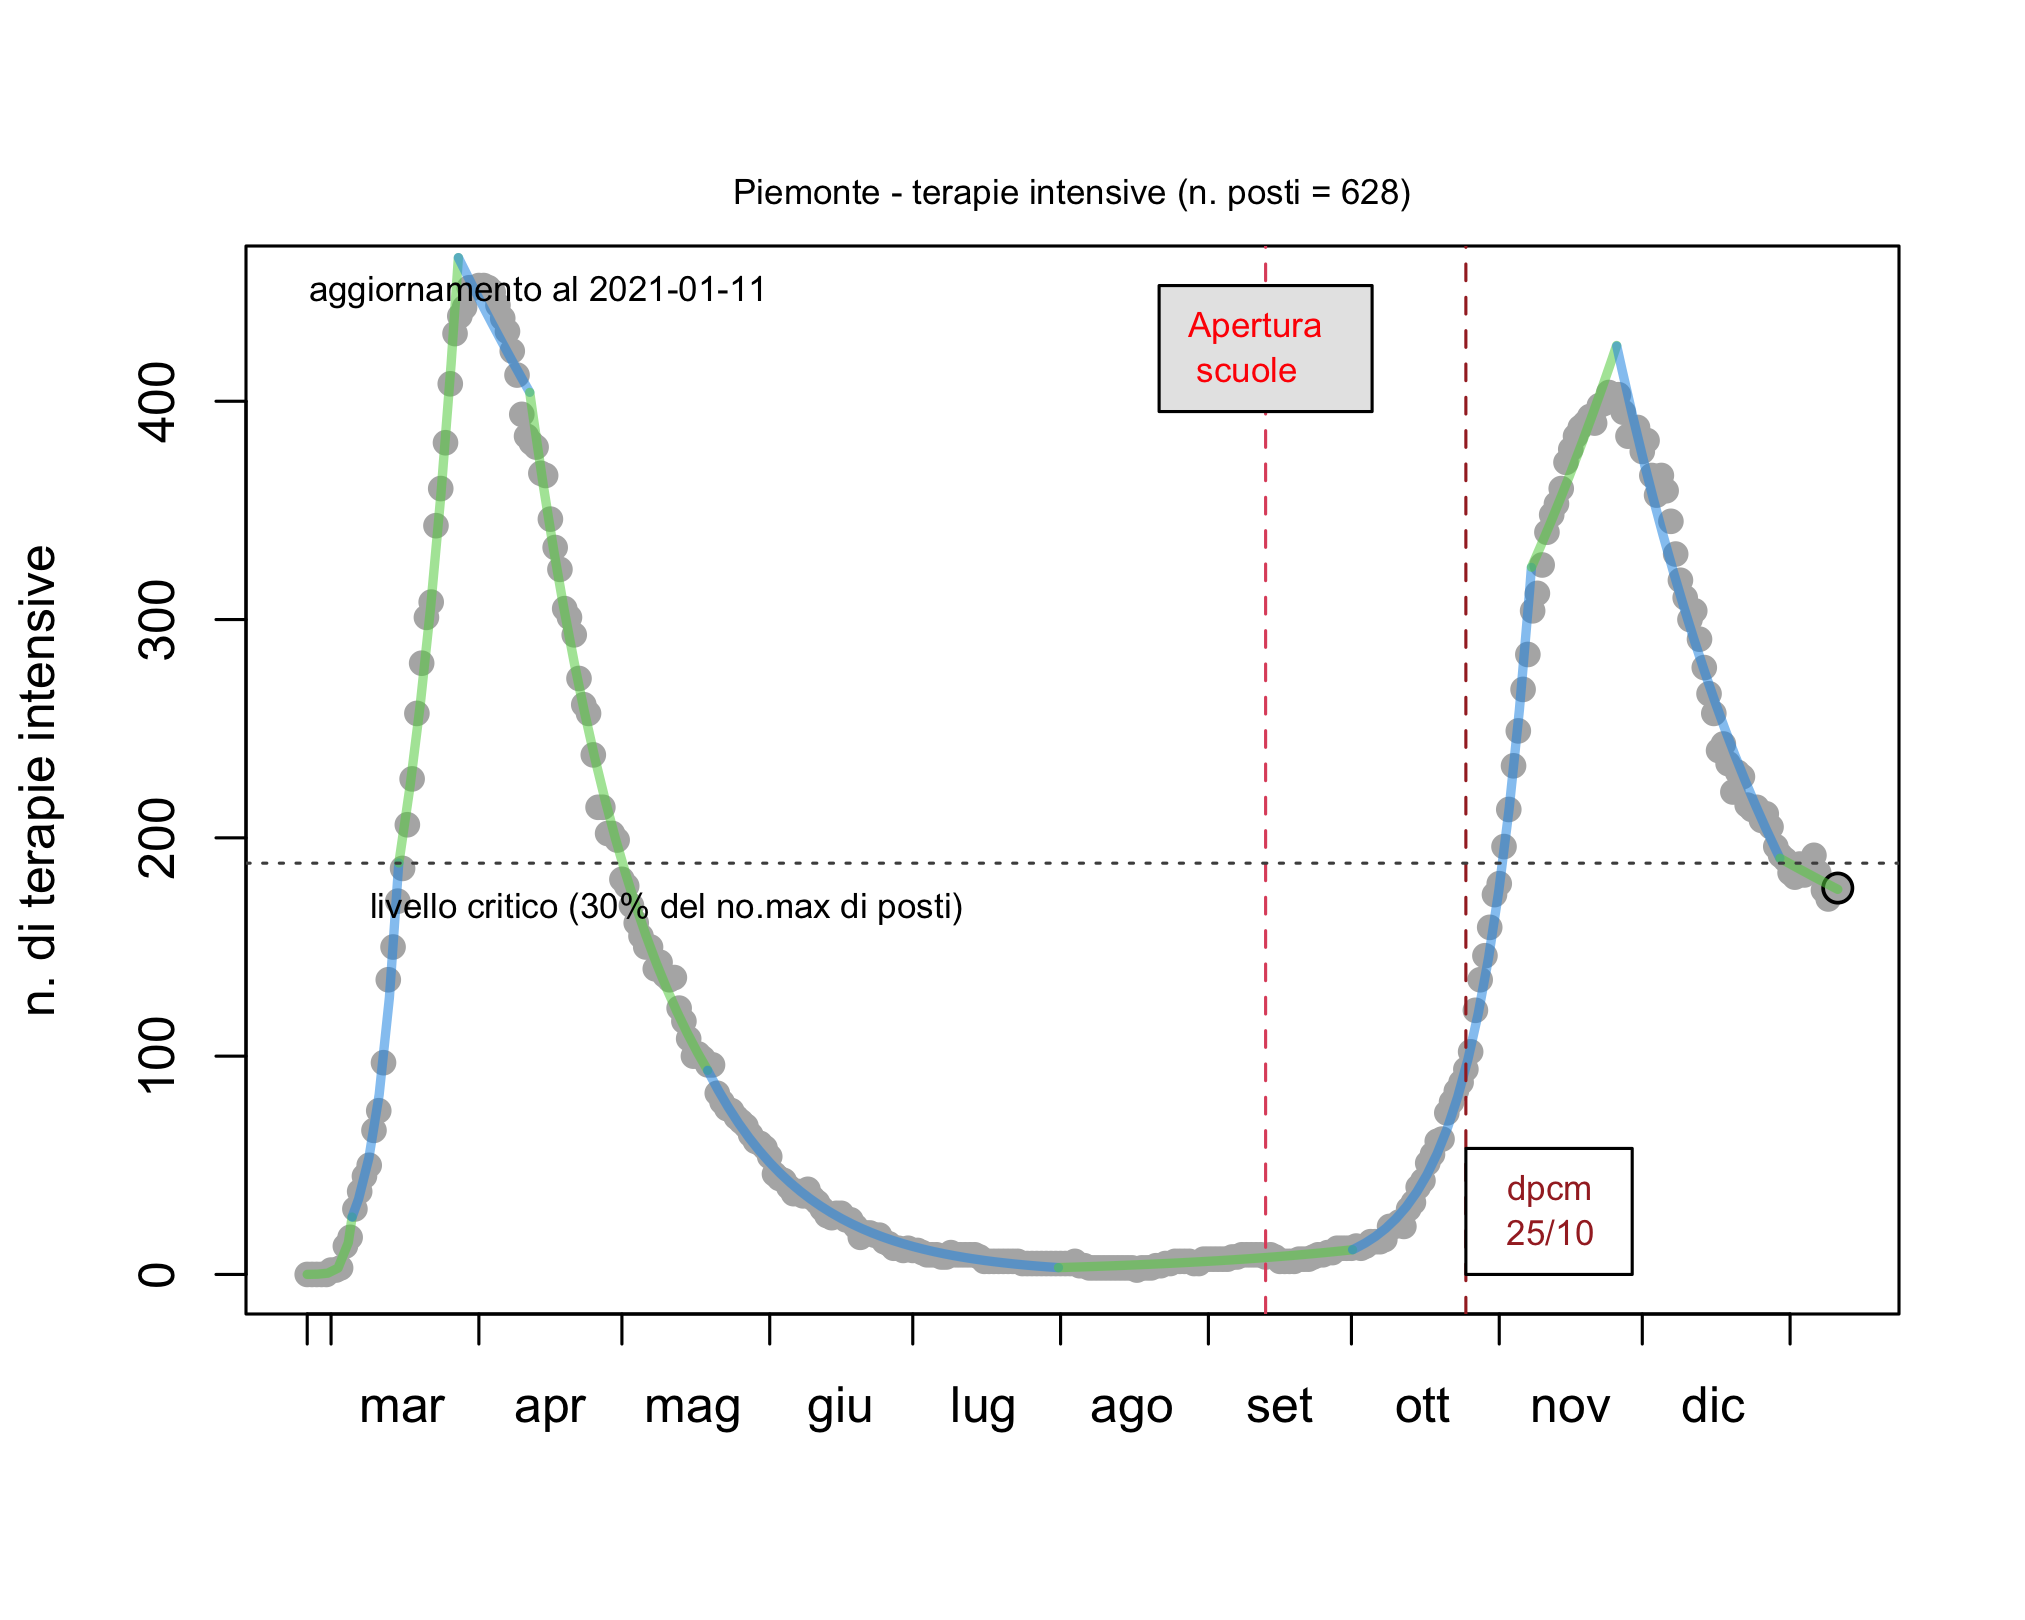 Piemonte - terapie intensive (n. posti = 628)
aggiornamento al 2021-01-11
Apertura
scuole
n. di terapie intensive
400
300
200
100
0
livello critico (30% del no.max di posti)
dpcm
25/10
mar apr mag giu lug ago set ott nov dic